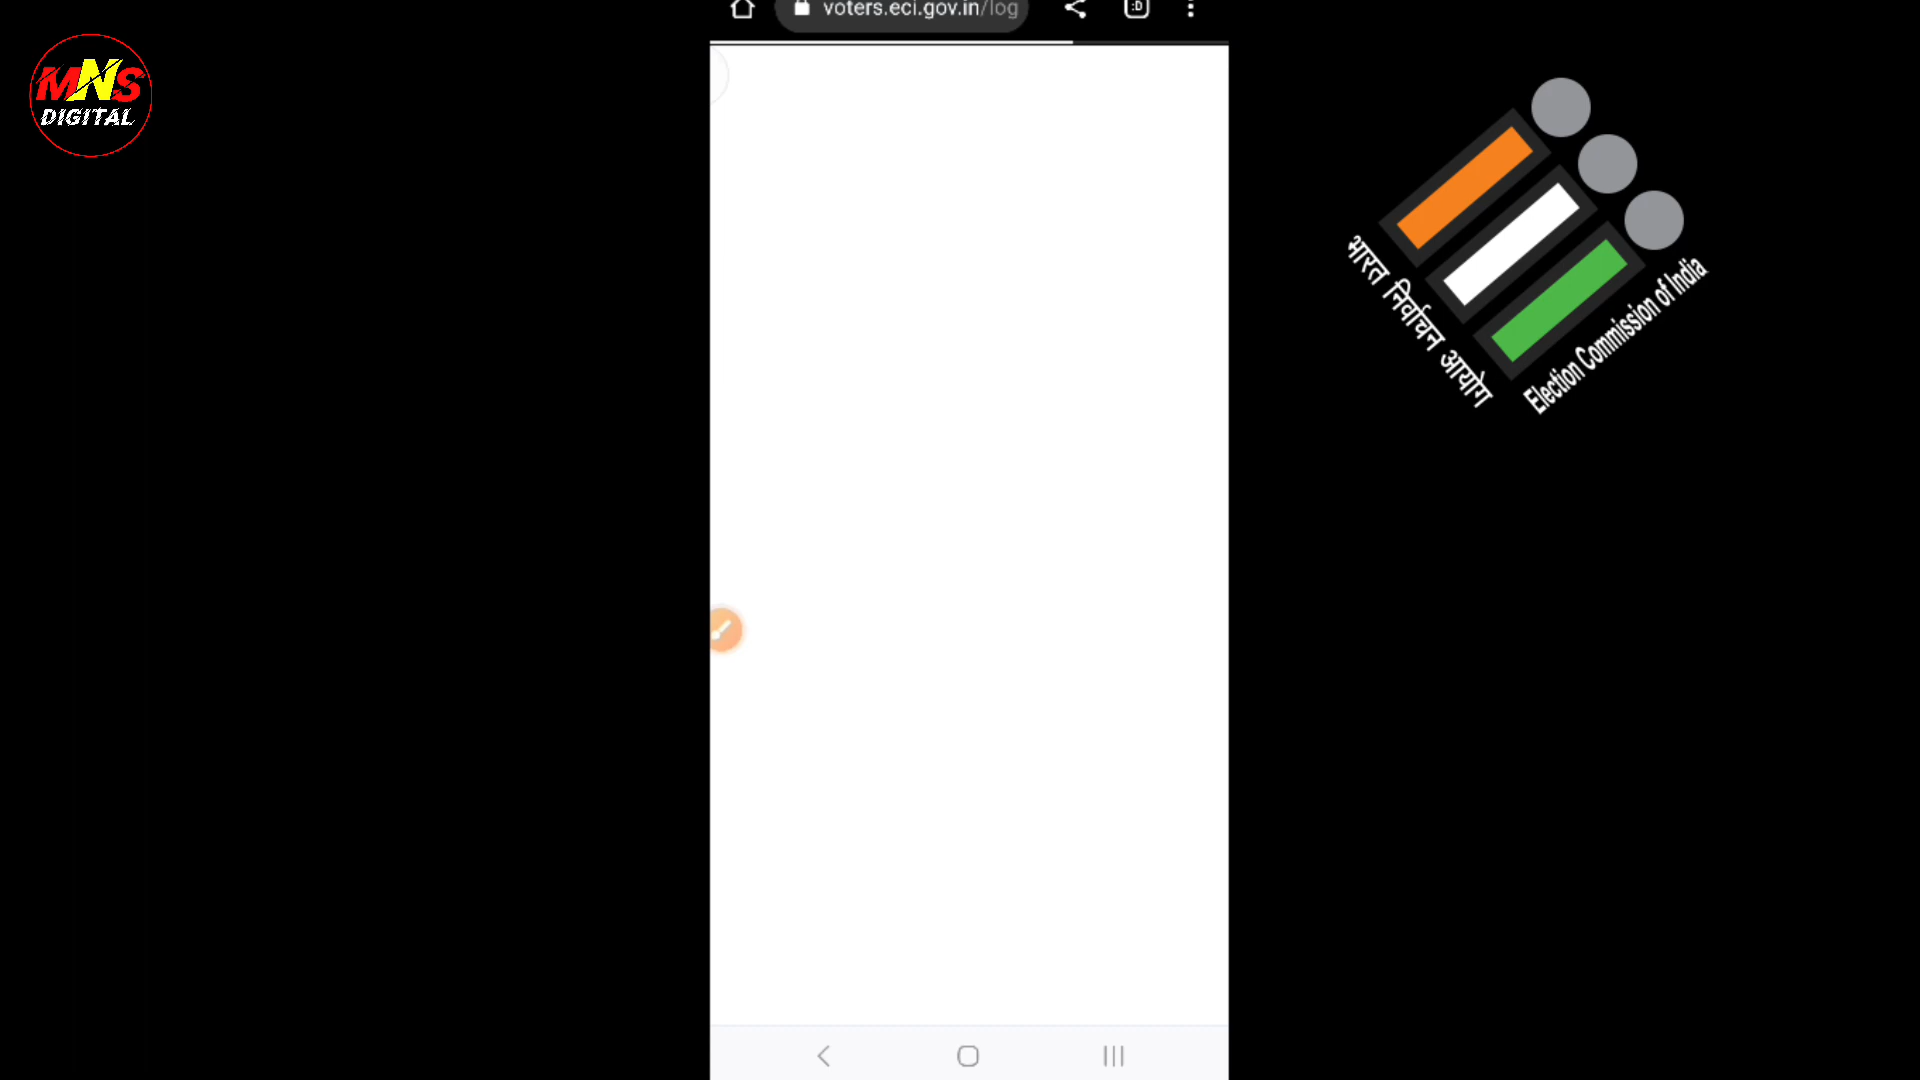 voters.eci.gov.in/log
:D
MNS
DIGITAL
भारत निर्वाचन आयोग
Election Commission of India